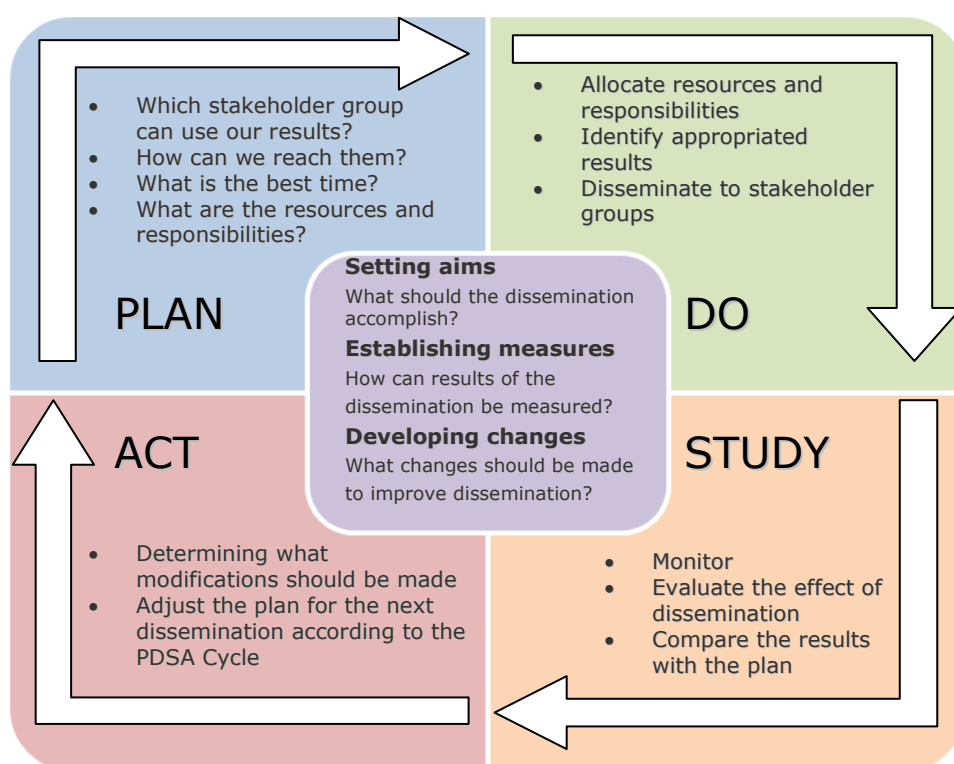 • Which stakeholder group
can use our results?
• How can we reach them?
• What is the best time?
• What are the resources and
responsibilities?
PLAN
• Allocate resources and
responsibilities
• Identify appropriated
results
• Disseminate to stakeholder
groups
DO
Setting aims
What should the dissemination
accomplish?
Establishing measures
How can results of the
dissemination be measured?
Developing changes
What changes should be made
to improve dissemination?
ACT
• Determining what
modifications should be made
• Adjust the plan for the next
dissemination according to the
PDSA Cycle
STUDY
• Monitor
• Evaluate the effect of
dissemination
• Compare the results
with the plan